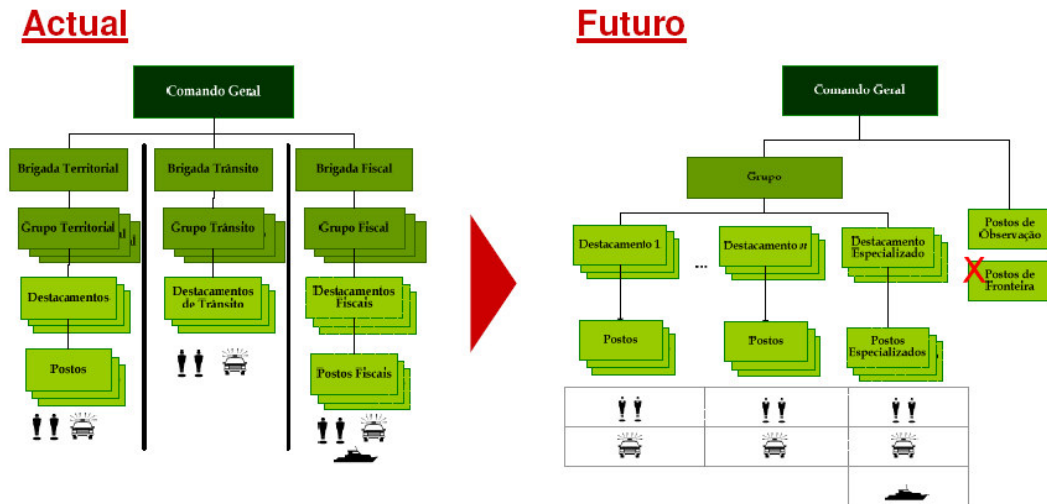 Actual
Futuro
Comando Geral
Brigada Territorial
Brigada Trânsito
Brigada Fiscal
Grupo Territorial
Grupo Trânsito
Grupo Fiscal
Destacamentos
Destacamentos
de Trânsito
Destacamentos
Fiscais
Postos
Postos Fiscais
Comando Geral
Grupo
Destacamento 1
...
Destacamento n
Destacamento
Especializado
Postos de
Observação
X
Postos de
Fronteira
Postos
Postos
Postos
Especializados